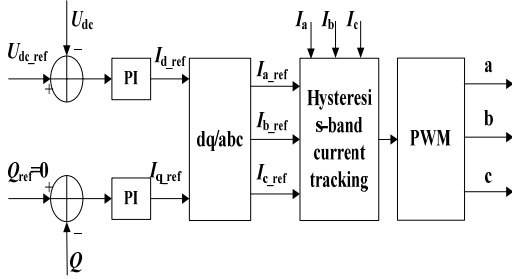 U_dc
−
U_dc_ref
+
PI
I_d_ref
dq/abc
I_a_ref
I_b_ref
I_c_ref
I_a
I_b
I_c
Hysteresi
s-band
current
tracking
PWM
a
b
c
Q_ref=0
+
PI
I_q_ref
−
Q